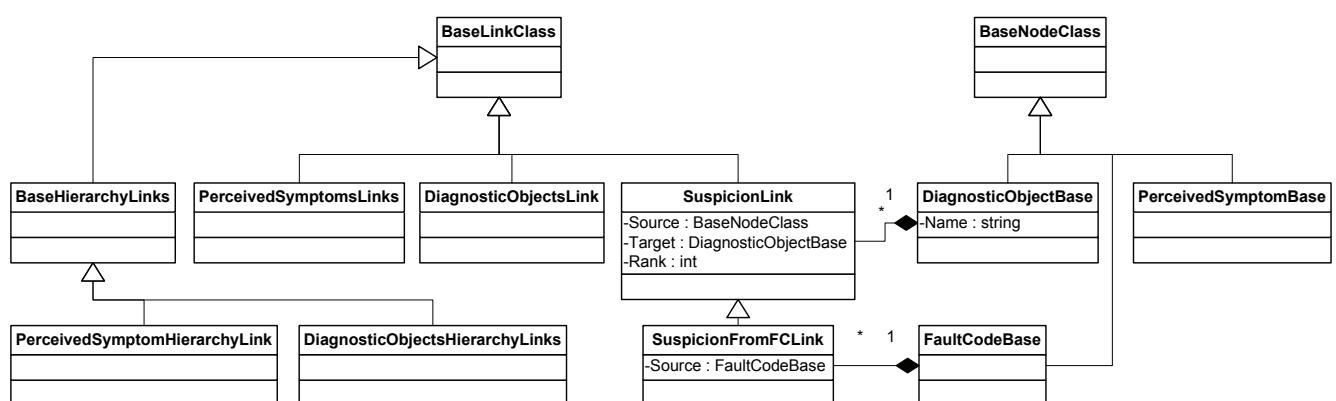 BaseLinkClass
BaseNodeClass
BaseHierarchyLinks
PerceivedSymptomsLinks
DiagnosticObjectsLink
SuspicionLink
-Source : BaseNodeClass
-Target : DiagnosticObjectBase
-Rank : int
1
*
DiagnosticObjectBase
-Name : string
PerceivedSymptomBase
PerceivedSymptomHierarchyLink
DiagnosticObjectsHierarchyLinks
SuspicionFromFCLink
-Source : FaultCodeBase
* 1
FaultCodeBase